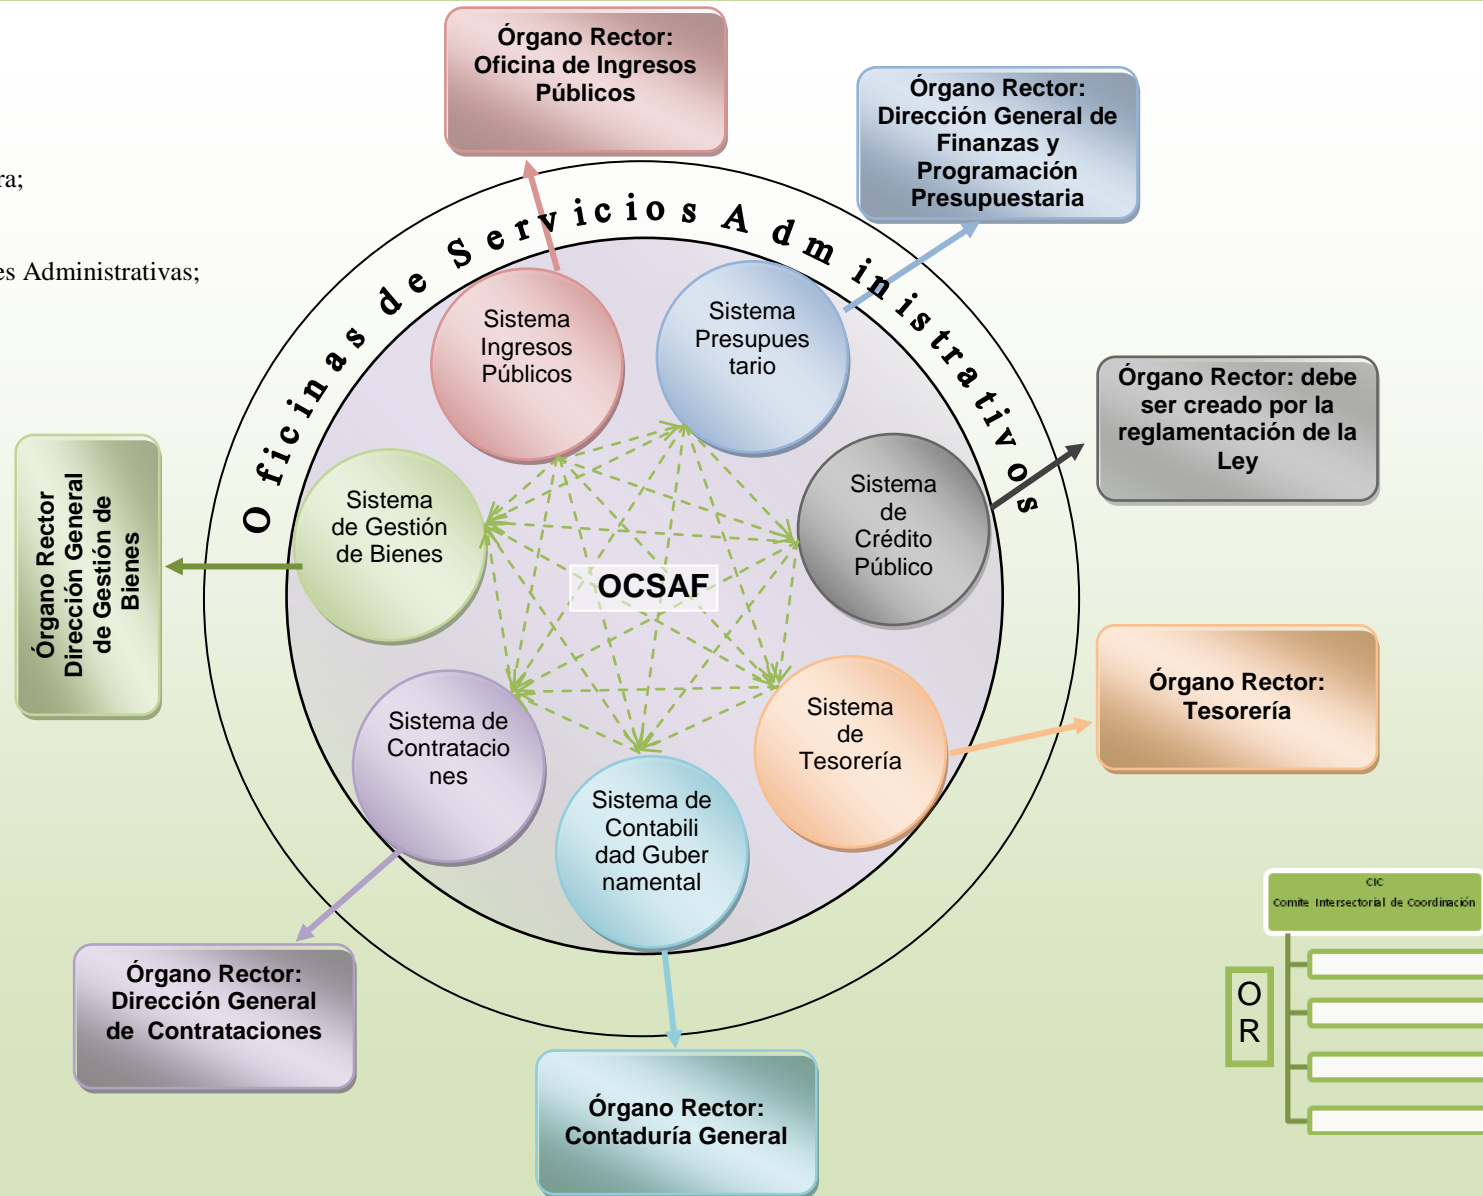 Órgano Rector:
Oficina de Ingresos
Públicos
Órgano Rector:
Dirección General de
Finanzas y
Programación
Presupuestaria
ra;
es Administrativas;
Oficinas de Servicios Administrativos
Sistema
Ingresos
Públicos
Sistema
Presupues
tario
Órgano Rector: debe
ser creado por la
reglamentación de la
Ley
Órgano Rector
Dirección General
de Gestión de
Bienes
Sistema
de Gestión
de Bienes
Sistema
de
Crédito
Público
OCSAF
Órgano Rector:
Tesorería
Sistema de
Contratacio
nes
Sistema
de
Tesorería
Sistema de
Contabili
dad Guber
namental
CIC
Comite Intersectorial de Coordinación
O
R
Órgano Rector:
Dirección General
de Contrataciones
Órgano Rector:
Contaduría General